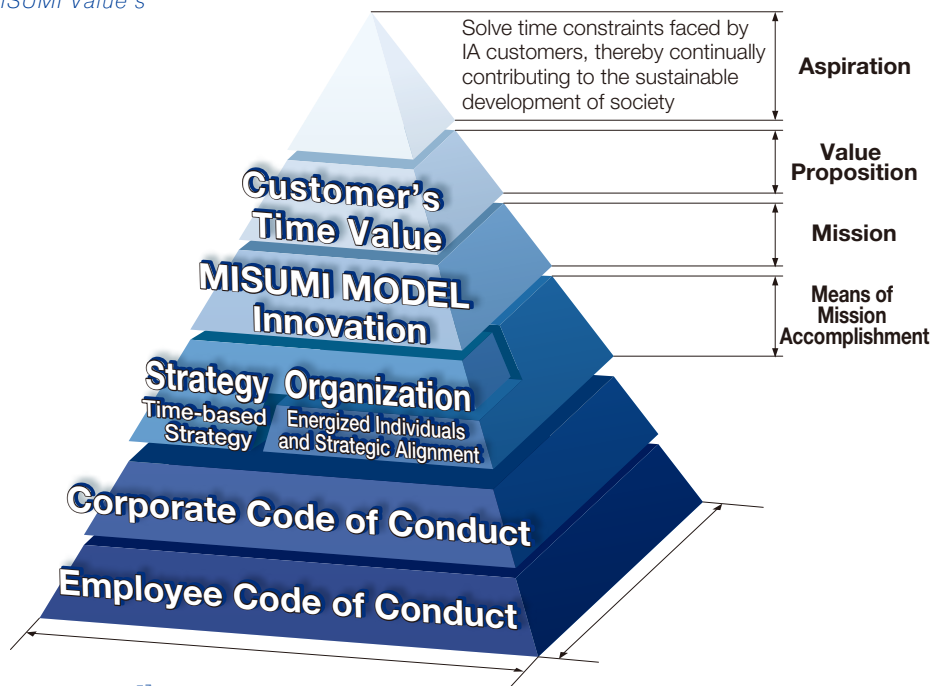 MISUMI Value's
Solve time constraints faced by
IA customers, thereby continually
contributing to the sustainable
development of society
Aspiration
Customer's
Time Value
Value
Proposition
MISUMI MODEL
Innovation
Mission
Strategy
Time-based
Strategy
Organization
Energized Individuals
and Strategic Alignment
Means of
Mission
Accomplishment
Corporate Code of Conduct
Employee Code of Conduct